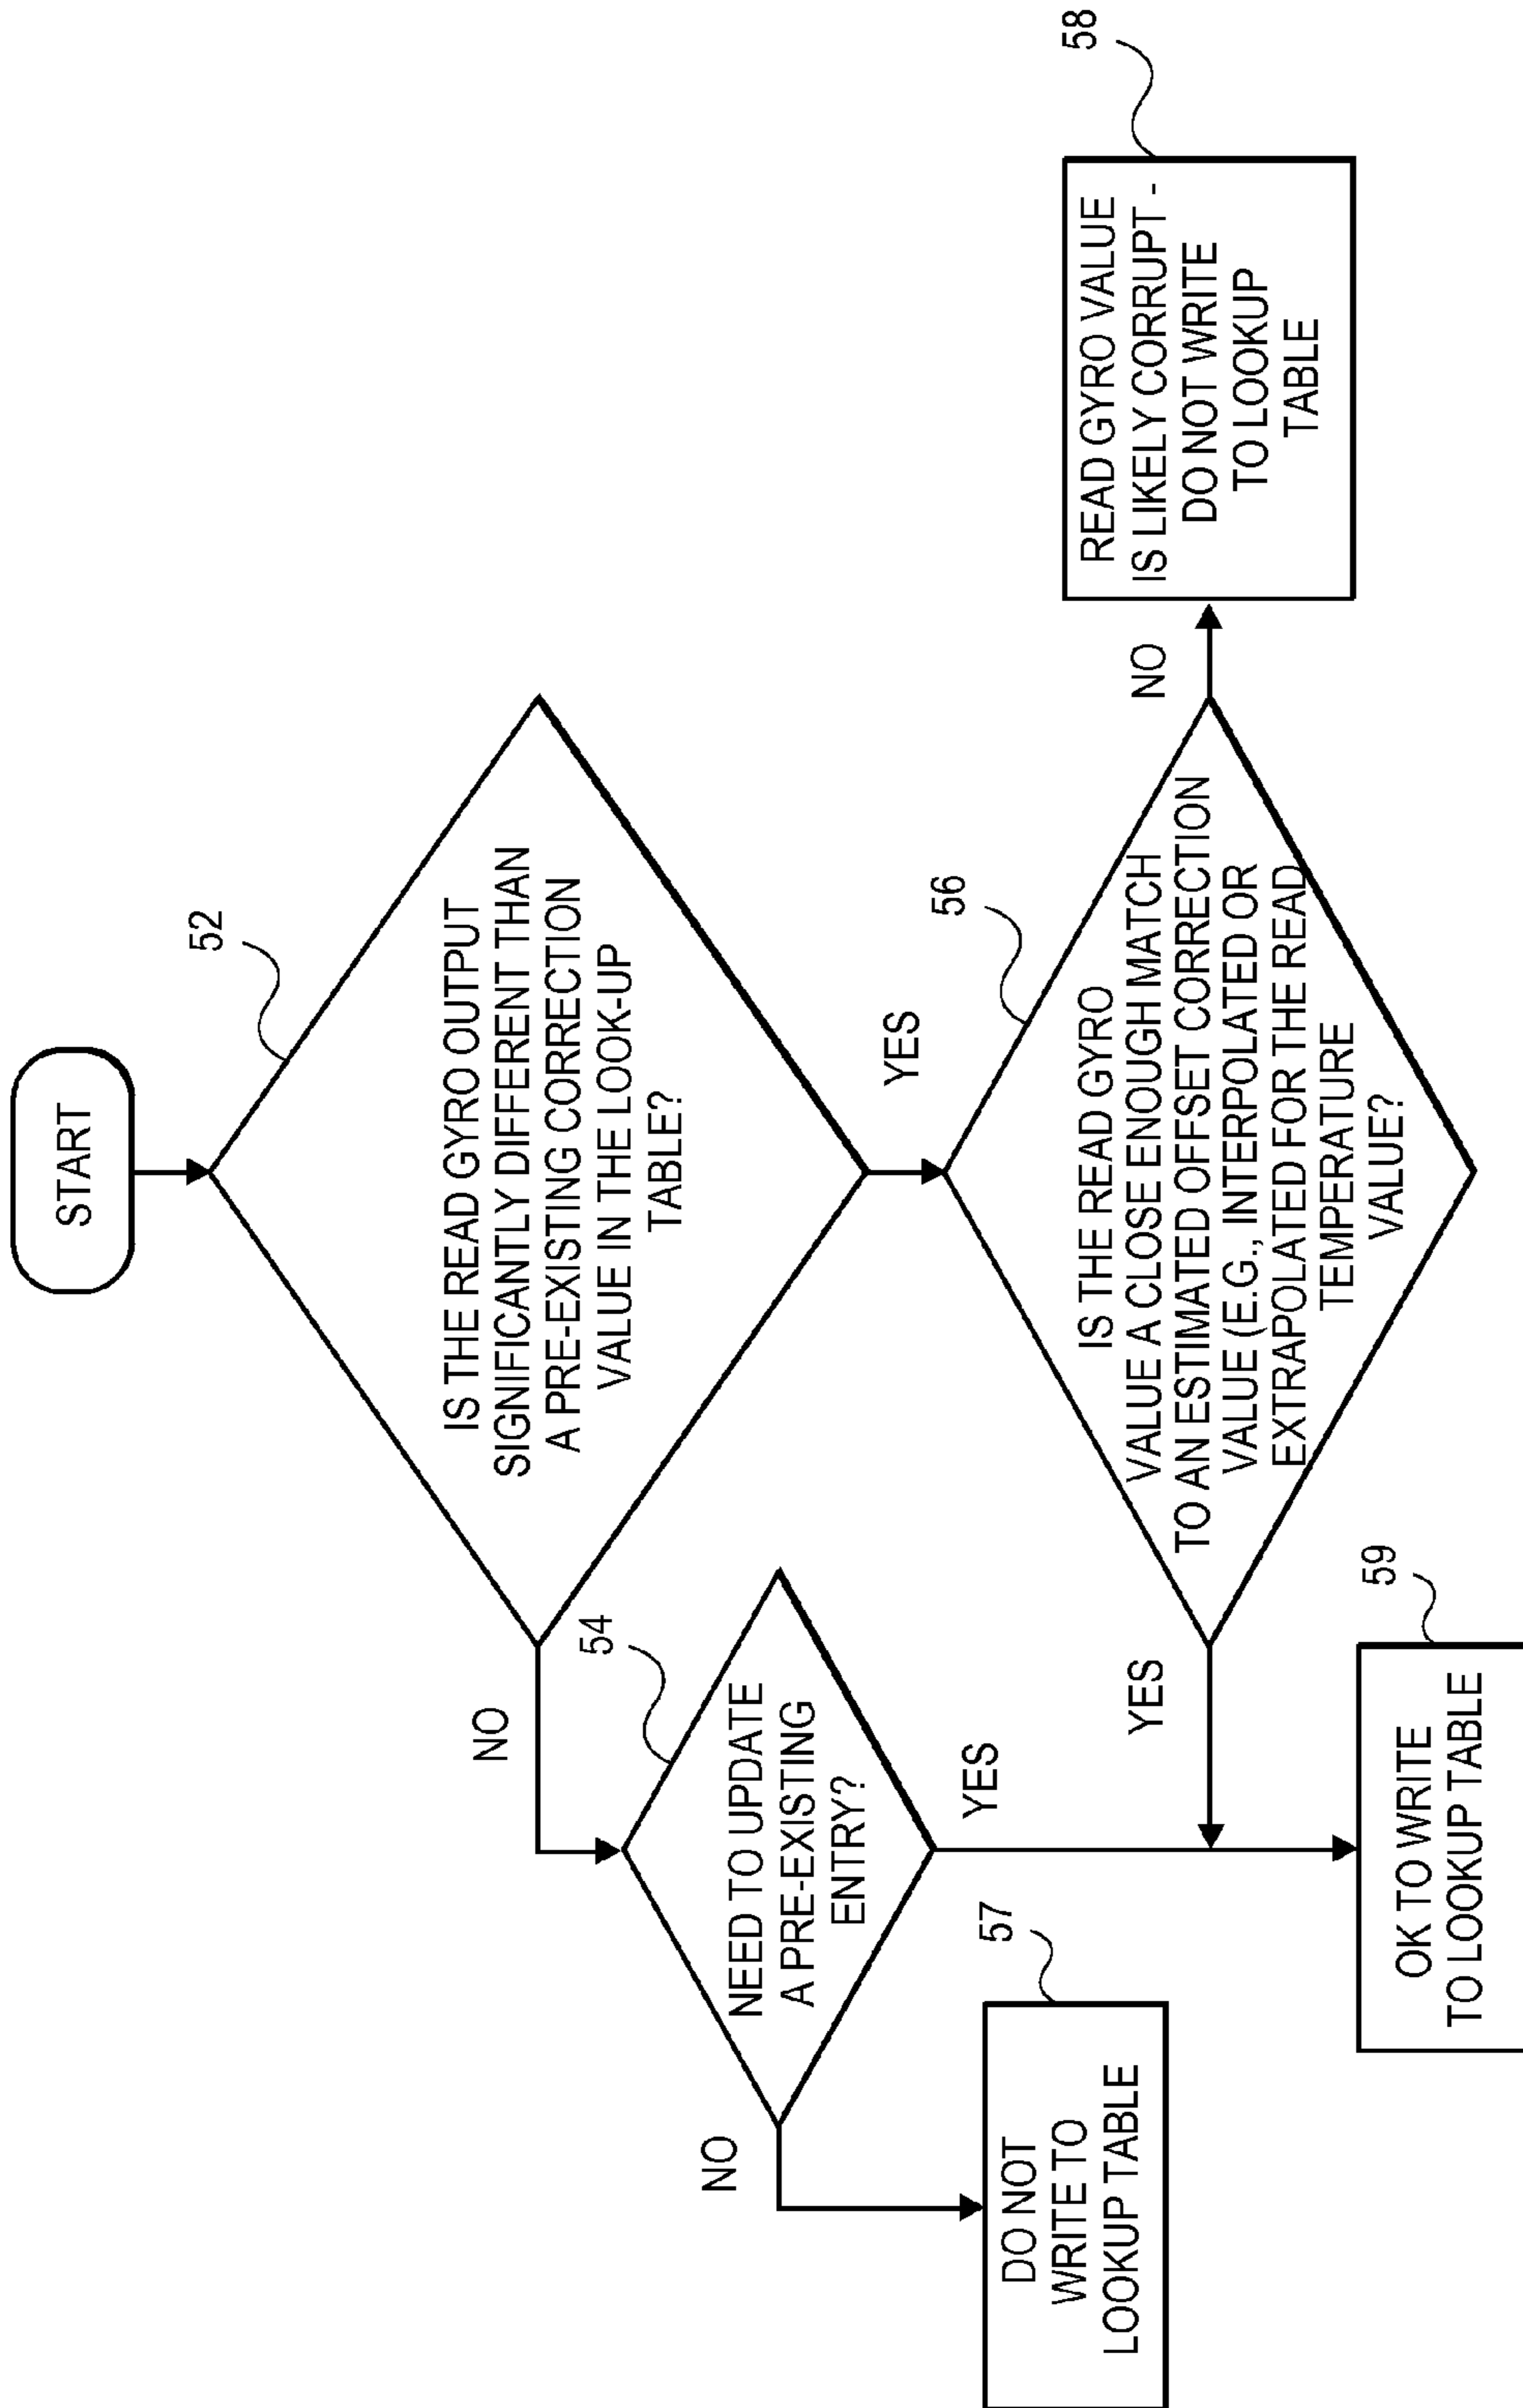 START
52
IS THE READ GYRO OUTPUT
SIGNIFICANTLY DIFFERENT THAN
A PRE-EXISTING CORRECTION
VALUE IN THE LOOK-UP
TABLE?
NO
YES
54
NEED TO UPDATE
A PRE-EXISTING
ENTRY?
NO
YES
56
IS THE READ GYRO
VALUE A CLOSE ENOUGH MATCH
TO AN ESTIMATED OFFSET CORRECTION
VALUE (E.G., INTERPOLATED OR
EXTRAPOLATED FOR THE READ
TEMPERATURE
VALUE?
YES
NO
57
DO NOT
WRITE TO
LOOKUP TABLE
58
READ GYRO VALUE
IS LIKELY CORRUPT -
DO NOT WRITE
TO LOOKUP
TABLE
59
OK TO WRITE
TO LOOKUP TABLE